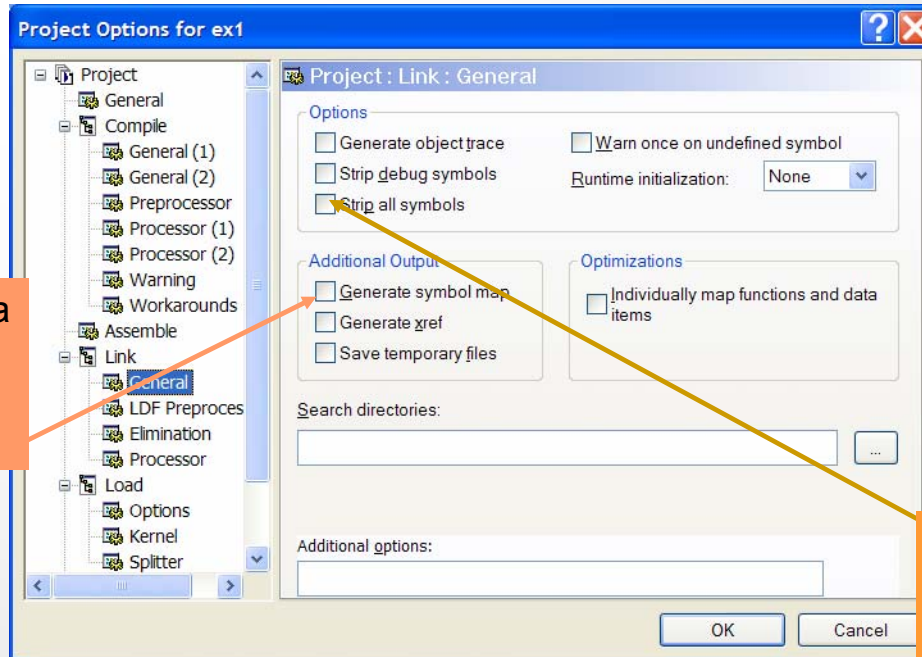 Project Options for ex1
Project
General
Compile
General (1)
General (2)
Preprocessor
Processor (1)
Processor (2)
Warning
Workarounds
Assemble
Link
General
LDF Preproces
Elimination
Processor
Load
Options
Kernel
Splitter
a
Project : Link : General
Options
Generate object trace
Warn once on undefined symbol
Strip debug symbols
Runtime initialization: None
Strip all symbols
Additional Output
Generate symbol map
Generate xref
Save temporary files
Optimizations
Individually map functions and data
items
Search directories:
...
Additional options:
OK
Cancel